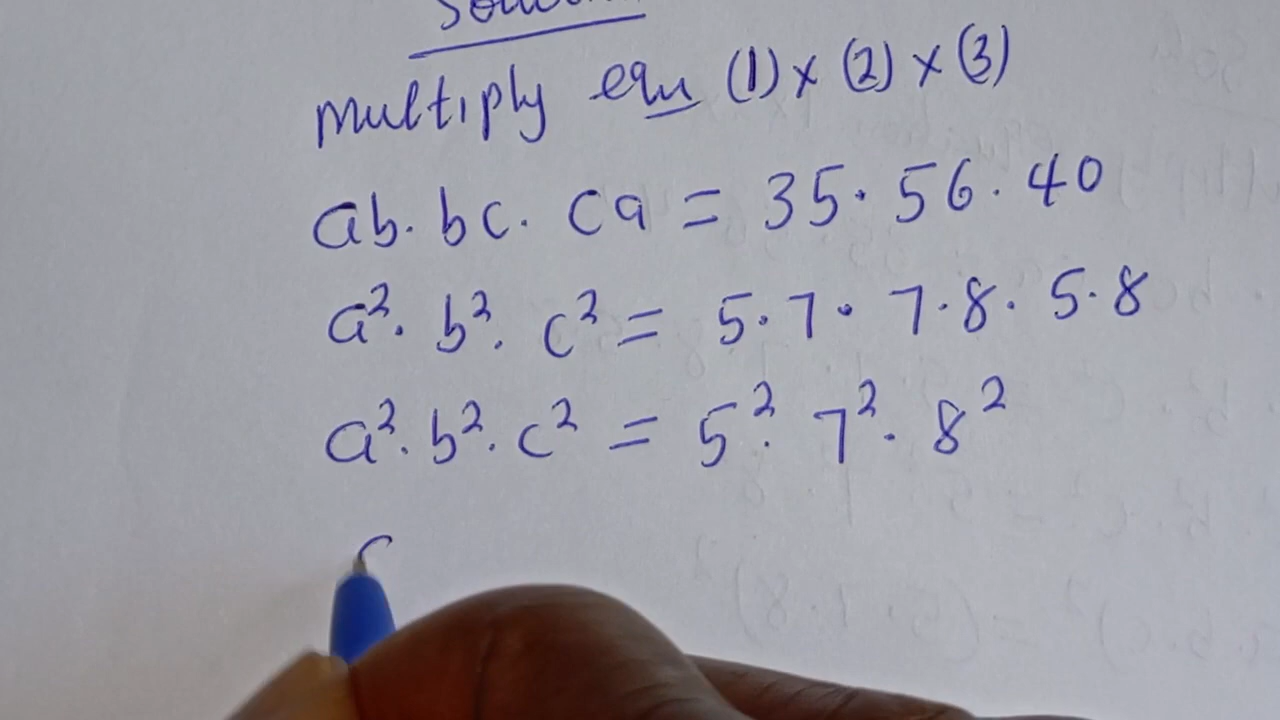 multiply eqn (1) × (2) × (3)
ab. bc. ca = 35. 56. 40
a². b². c² = 5.7. 7.8. 5.8
a². b². c² = 5². 7². 8²